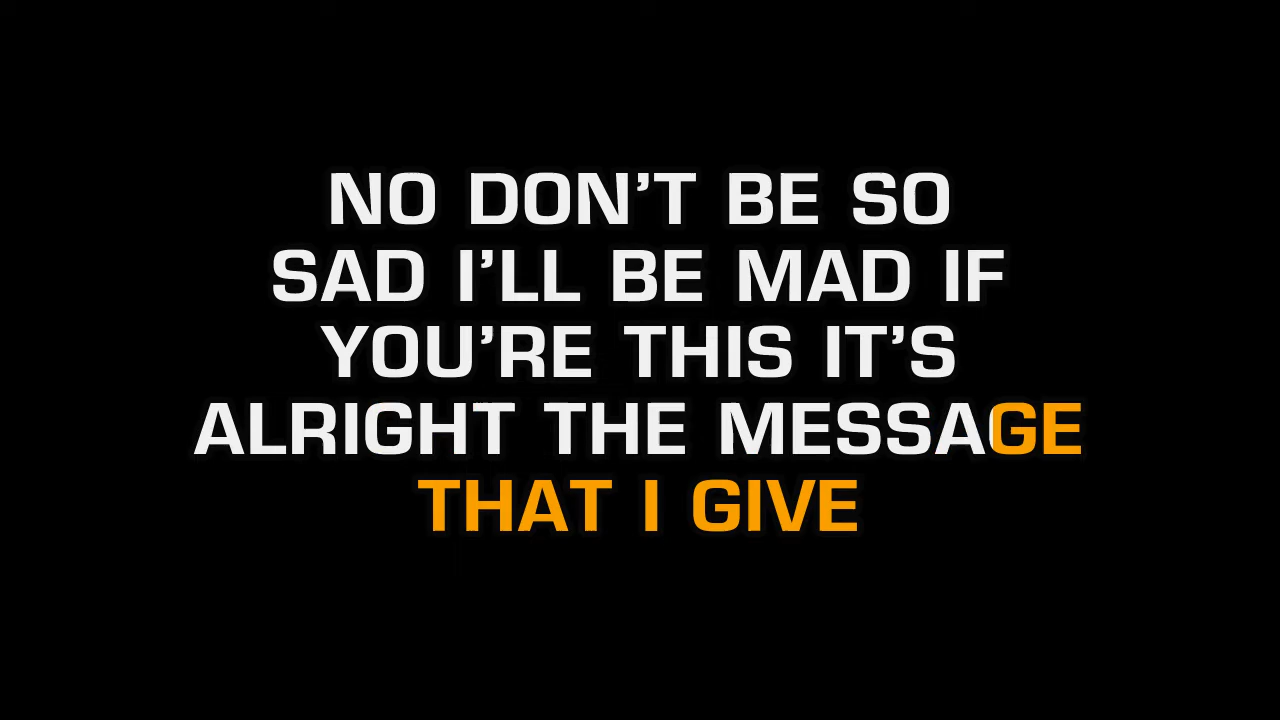 NO DON’T BE SO
SAD I’LL BE MAD IF
YOU’RE THIS IT’S
ALRIGHT THE MESSAGE
THAT I GIVE